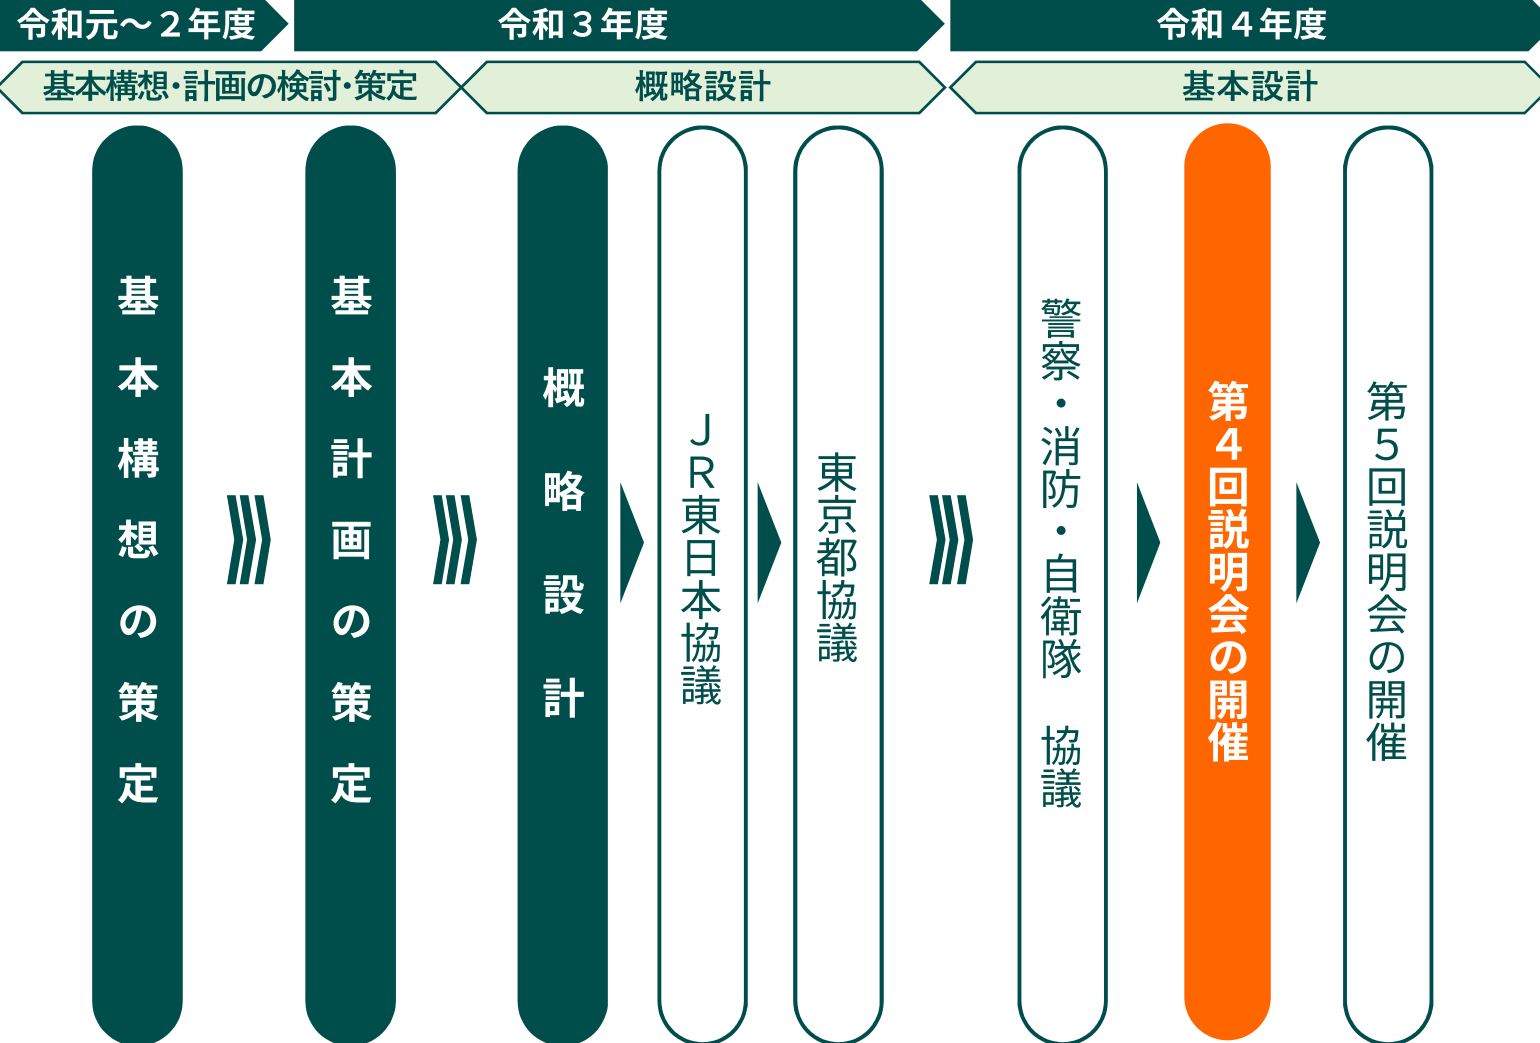 令和元～２年度
令和３年度
令和４年度
基本構想・計画の検討・策定
概略設計
基本設計
基本構想の策定
基本計画の策定
概略設計
ＪＲ東日本協議
東京都協議
警察・消防・自衛隊　協議
第４回説明会の開催
第５回説明会の開催